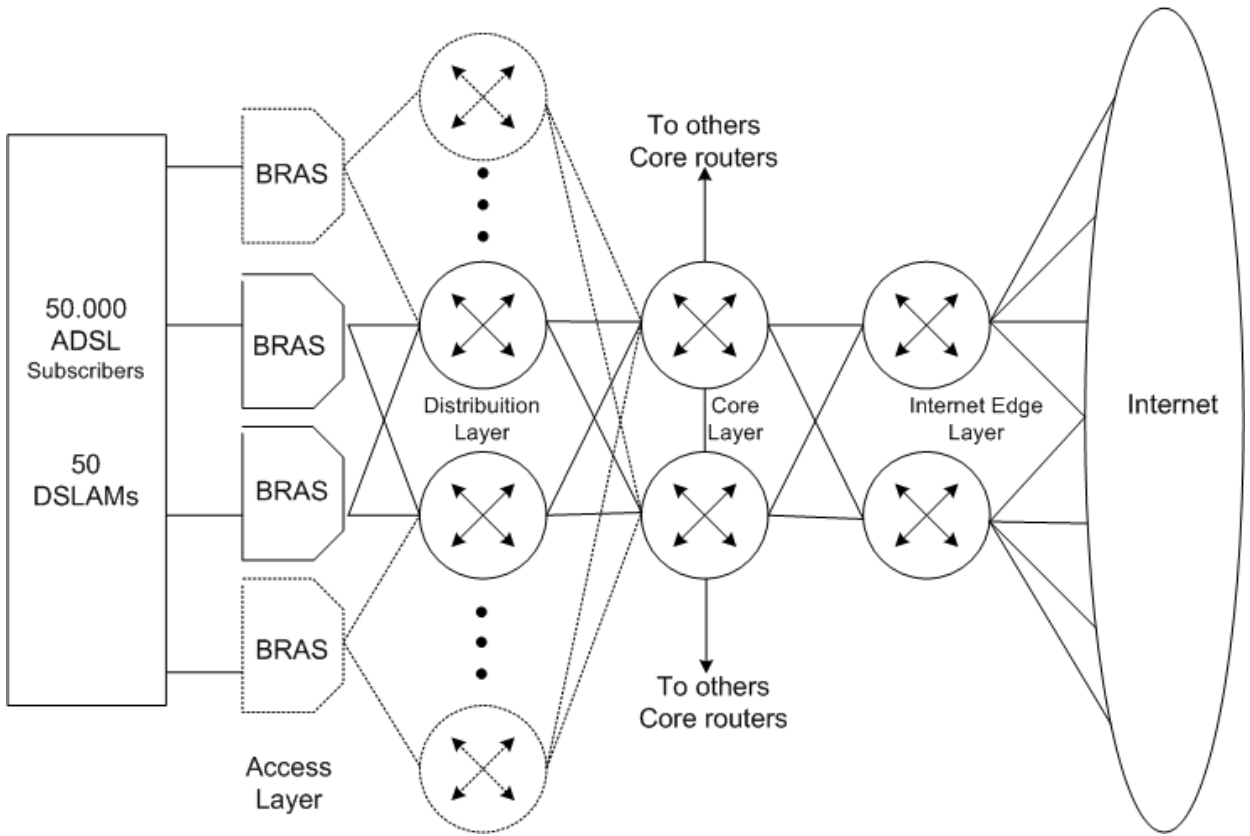 To others
Core routers
BRAS
50.000
ADSL
Subscribers
50
DSLAMs
BRAS
BRAS
BRAS
Distribuition
Layer
Core
Layer
Internet Edge
Layer
Internet
To others
Core routers
Access
Layer